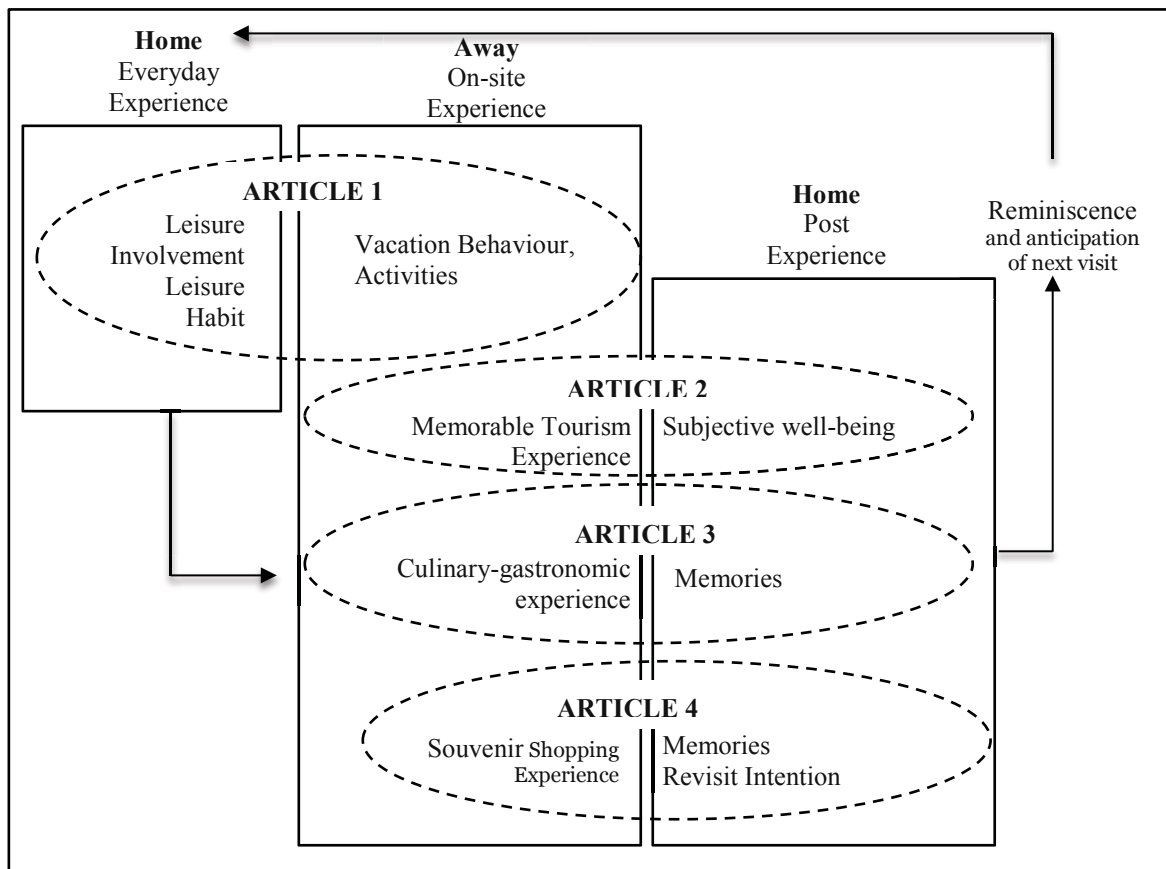 Home
Everyday
Experience
Away
On-site
Experience
ARTICLE 1
Leisure
Involvement
Leisure
Habit
Vacation Behaviour,
Activities
Home
Post
Experience
Reminiscence
and anticipation
of next visit
ARTICLE 2
Memorable Tourism
Experience
Subjective well-being
ARTICLE 3
Culinary-gastronomic
experience
Memories
ARTICLE 4
Souvenir Shopping
Experience
Memories
Revisit Intention